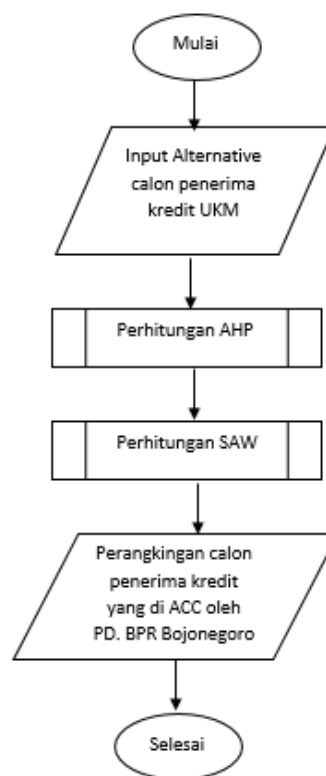 Mulai
Input Alternative
calon penerima
kredit UKM
Perhitungan AHP
Perhitungan SAW
Perangkingan calon
penerima kredit
yang di ACC oleh
PD. BPR Bojonegoro
Selesai